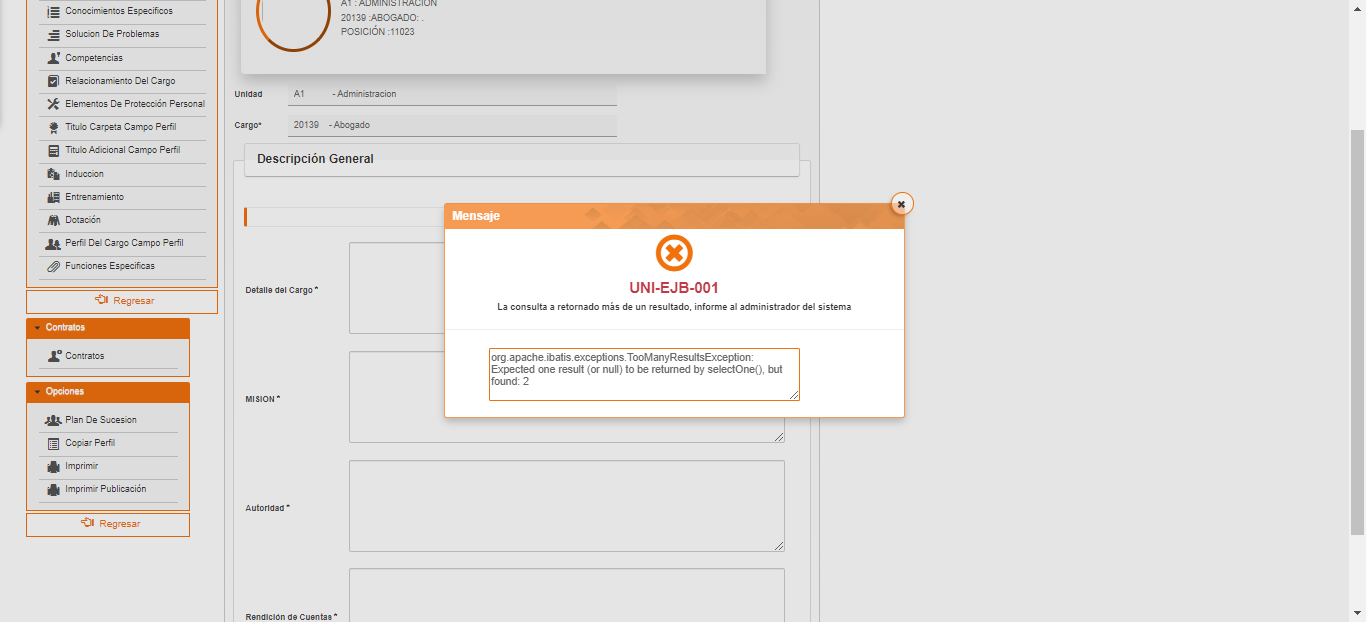 Conocimientos Especificos
Solucion De Problemas
Competencias
Relacionamiento Del Cargo
Elementos De Protección Personal
Titulo Carpeta Campo Perfil
Titulo Adicional Campo Perfil
Induccion
Entrenamiento
Dotación
Perfil Del Cargo Campo Perfil
Funciones Especificas
Regresar
Contratos
Contratos
Opciones
Plan De Sucesion
Copiar Perfil
Imprimir
Imprimir Publicación
Regresar
A1 : ADMINISTRACION
20139 :ABOGADO: .
POSICIÓN :11023
Unidad A1 - Administracion
Cargo* 20139 - Abogado
Descripción General
Detalle del Cargo *
MISION *
Autoridad *
Rendición de Cuentas *
Mensaje
UNI-EJB-001
La consulta a retornado más de un resultado, informe al administrador del sistema
org.apache.ibatis.exceptions.TooManyResultsException:
Expected one result (or null) to be returned by selectOne(), but
found: 2